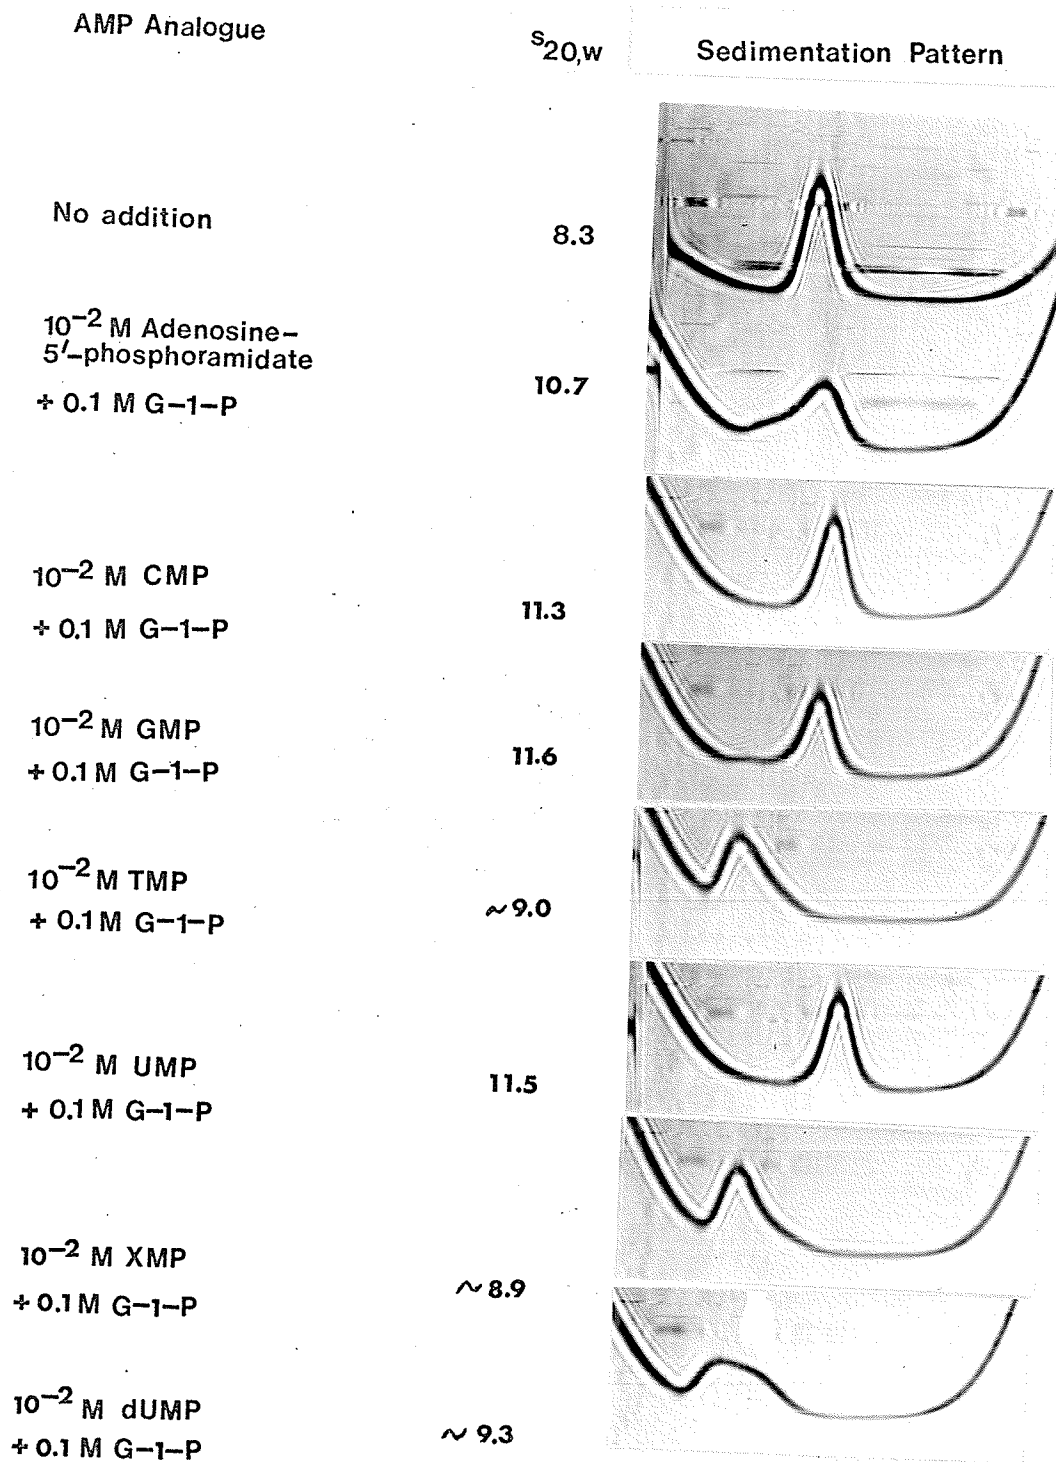 AMP Analogue s20,w Sedimentation Pattern
No addition 8.3
10⁻² M Adenosine–
5′–phosphoramidate
+ 0.1 M G–1–P 10.7
10⁻² M CMP
+ 0.1 M G–1–P 11.3
10⁻² M GMP
+ 0.1 M G–1–P 11.6
10⁻² M TMP
+ 0.1 M G–1–P ~9.0
10⁻² M UMP
+ 0.1 M G–1–P 11.5
10⁻² M XMP
+ 0.1 M G–1–P ~8.9
10⁻² M dUMP
+ 0.1 M G–1–P ~9.3